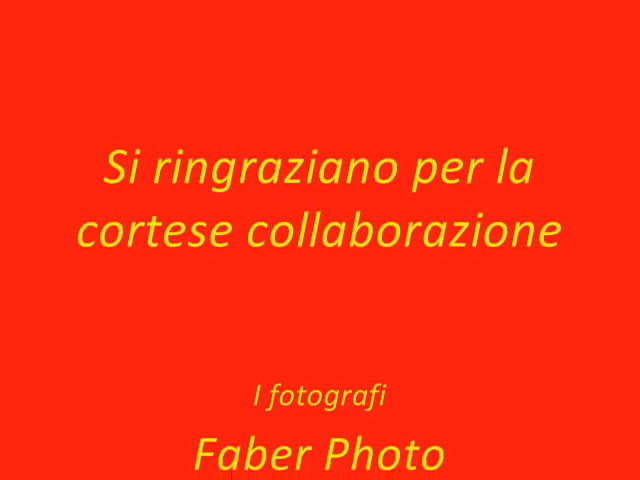 Si ringraziano per la
cortese collaborazione
I fotografi
Faber Photo